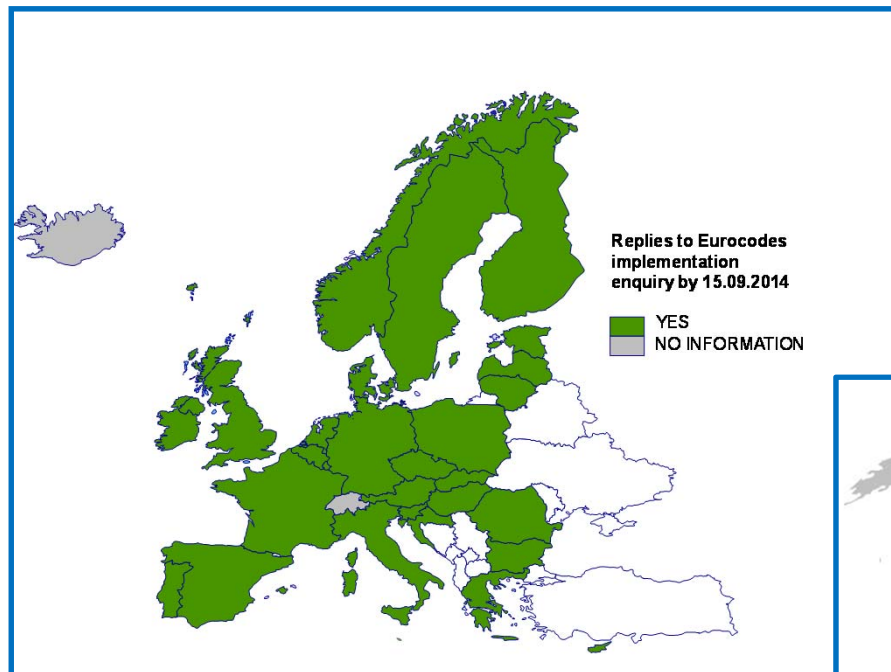 Replies to Eurocodes
implementation
enquiry by 15.09.2014
YES
NO INFORMATION